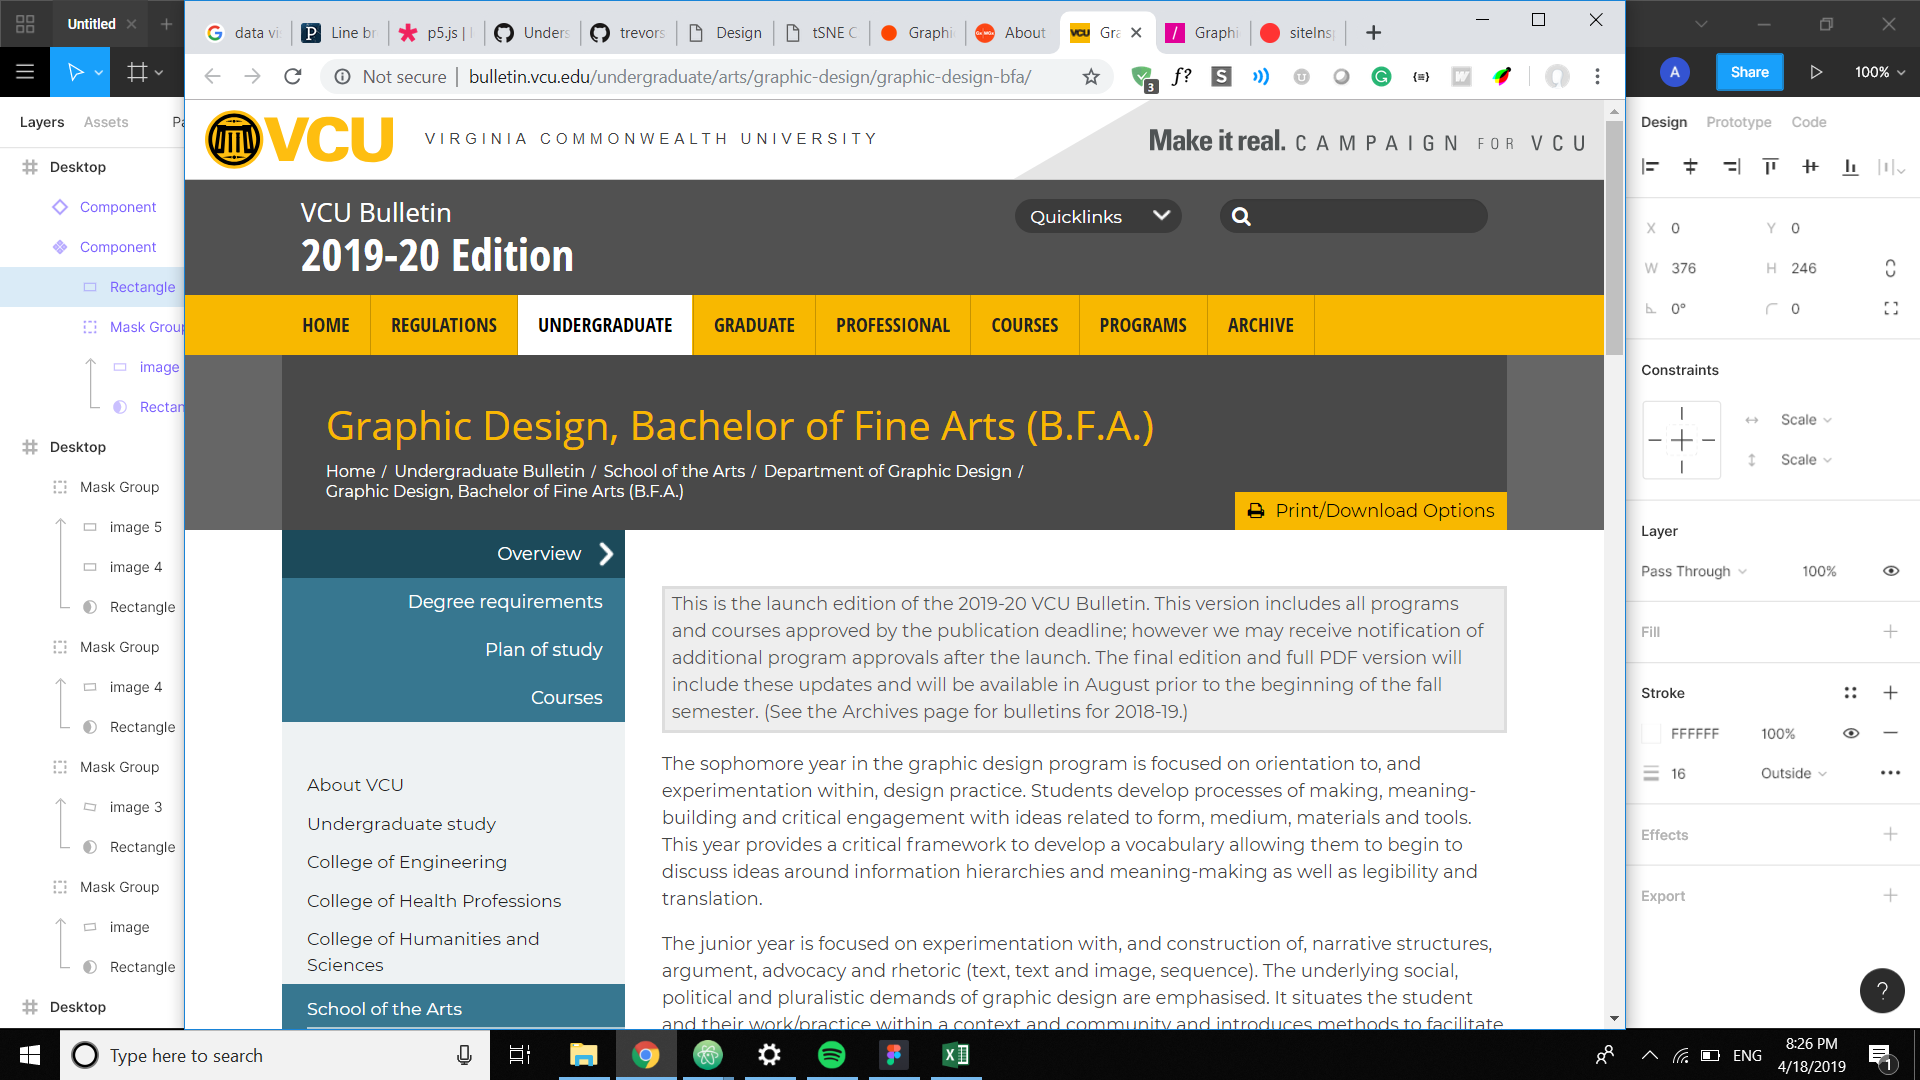 Untitled
data vi
Line br
p5.js |
Unders
trevors
Design
tSNE C
Graphi
About
Gra
Graphi
siteIns
Not secure | bulletin.vcu.edu/undergraduate/arts/graphic-design/graphic-design-bfa/
3
A
Share
100%
Layers
Assets
Pa
Desktop
Component
Component
Rectangle
Mask Group
image
Rectan
Desktop
Mask Group
image 5
image 4
Rectangle
Mask Group
image 4
Rectangle
Mask Group
image 3
Rectangle
Mask Group
image
Rectangle
Desktop
VCU
VIRGINIA COMMONWEALTH UNIVERSITY
Make it real. CAMPAIGN FOR VCU
VCU Bulletin
2019-20 Edition
Quicklinks
HOME
REGULATIONS
UNDERGRADUATE
GRADUATE
PROFESSIONAL
COURSES
PROGRAMS
ARCHIVE
Graphic Design, Bachelor of Fine Arts (B.F.A.)
Home / Undergraduate Bulletin / School of the Arts / Department of Graphic Design /
Graphic Design, Bachelor of Fine Arts (B.F.A.)
Print/Download Options
Overview
Degree requirements
Plan of study
Courses
About VCU
Undergraduate study
College of Engineering
College of Health Professions
College of Humanities and
Sciences
School of the Arts
This is the launch edition of the 2019-20 VCU Bulletin. This version includes all programs
and courses approved by the publication deadline; however we may receive notification of
additional program approvals after the launch. The final edition and full PDF version will
include these updates and will be available in August prior to the beginning of the fall
semester. (See the Archives page for bulletins for 2018-19.)
The sophomore year in the graphic design program is focused on orientation to, and
experimentation within, design practice. Students develop processes of making, meaning-
building and critical engagement with ideas related to form, medium, materials and tools.
This year provides a critical framework to develop a vocabulary allowing them to begin to
discuss ideas around information hierarchies and meaning-making as well as legibility and
translation.
The junior year is focused on experimentation with, and construction of, narrative structures,
argument, advocacy and rhetoric (text, text and image, sequence). The underlying social,
political and pluralistic demands of graphic design are emphasised. It situates the student
and their work/practice within a context and community and introduces methods to facilitate
Design
Prototype
Code
X 0
Y 0
W 376
H 246
0°
0
Constraints
Scale
Scale
Layer
Pass Through
100%
Fill
Stroke
FFFFFF
100%
16
Outside
Effects
Export
?
Type here to search
ENG
8:26 PM
4/18/2019
1